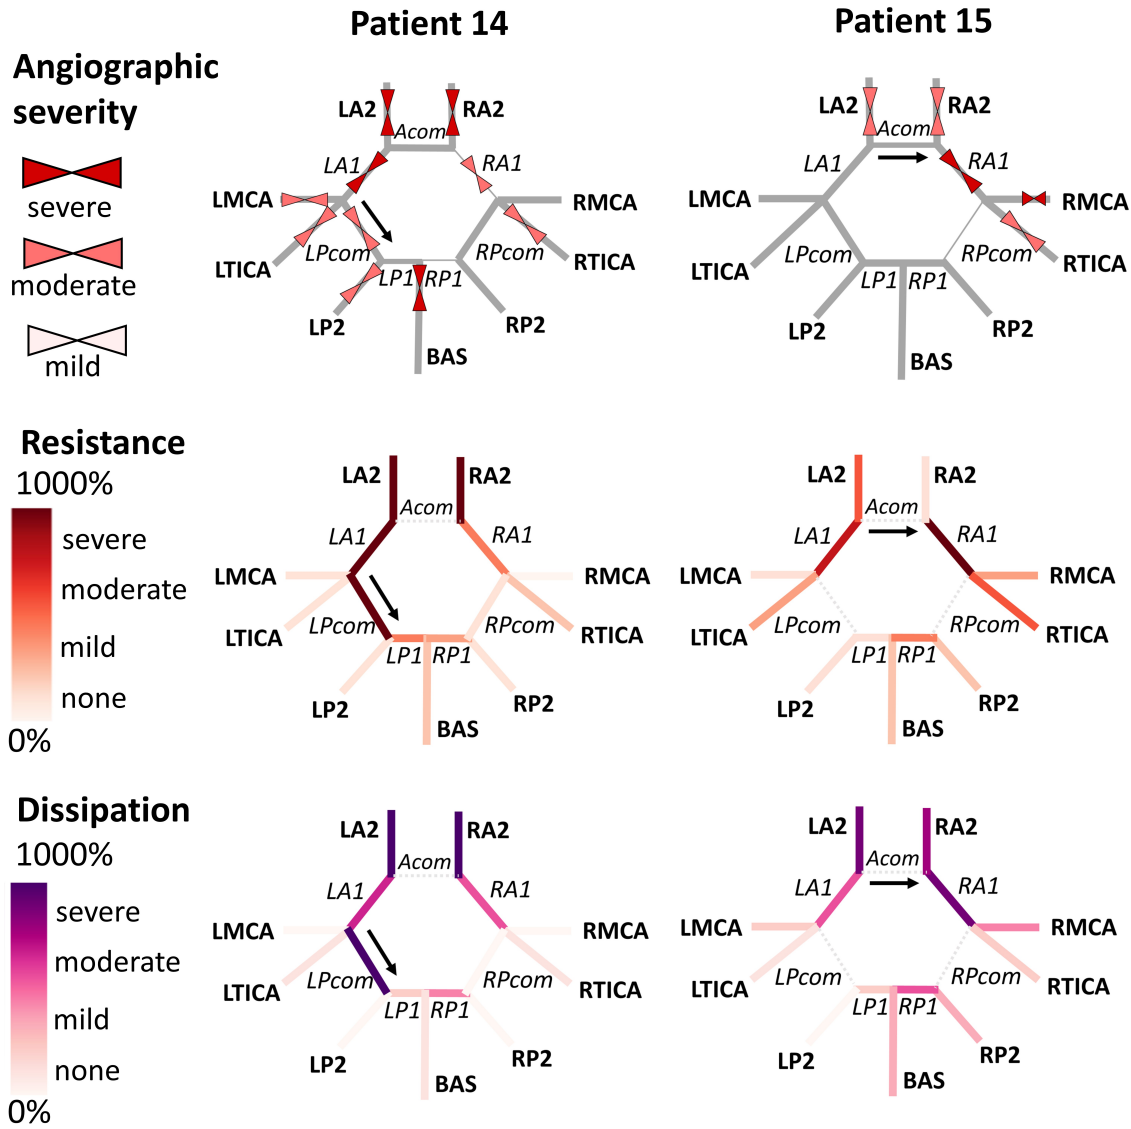 Patient 14
Patient 15
Angiographic
severity
severe
moderate
mild
LA2
RA2
Acom
LA1
RA1
LMCA
RMCA
LTICA
LPcom
RPcom
RTICA
LP1
RP1
LP2
RP2
BAS
LA2
RA2
Acom
LA1
RA1
LMCA
RMCA
LTICA
LPcom
RPcom
RTICA
LP1
RP1
LP2
RP2
BAS
Resistance
1000%
severe
moderate
mild
none
0%
LA2
RA2
Acom
LA1
RA1
LMCA
RMCA
LTICA
LPcom
RPcom
RTICA
LP1
RP1
LP2
RP2
BAS
LA2
RA2
Acom
LA1
RA1
LMCA
RMCA
LTICA
LPcom
RPcom
RTICA
LP1
RP1
LP2
RP2
BAS
Dissipation
1000%
severe
moderate
mild
none
0%
LA2
RA2
Acom
LA1
RA1
LMCA
RMCA
LTICA
LPcom
RPcom
RTICA
LP1
RP1
LP2
RP2
BAS
LA2
RA2
Acom
LA1
RA1
LMCA
RMCA
LTICA
LPcom
RPcom
RTICA
LP1
RP1
LP2
RP2
BAS